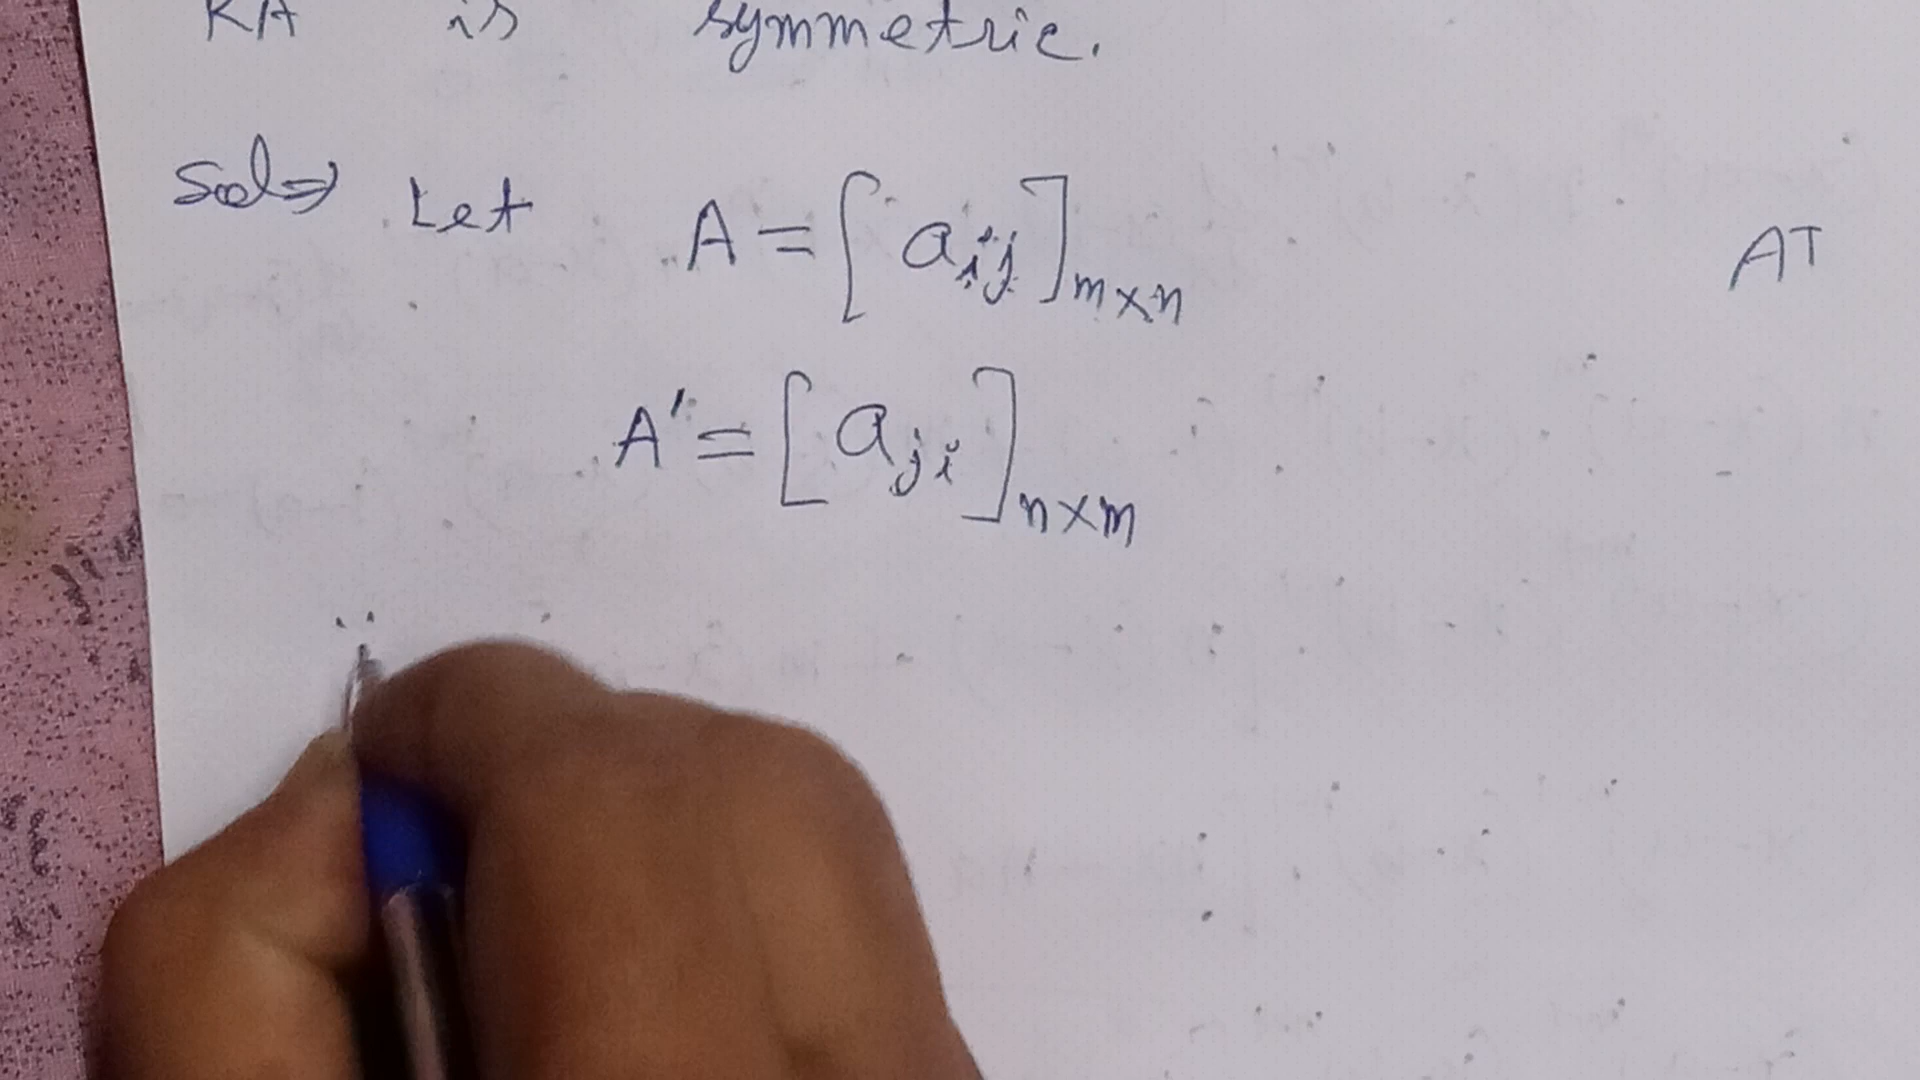 KA is symmetric.
Sol⇒ Let A = [aij]m×n AT
A' = [aji]n×m
∵